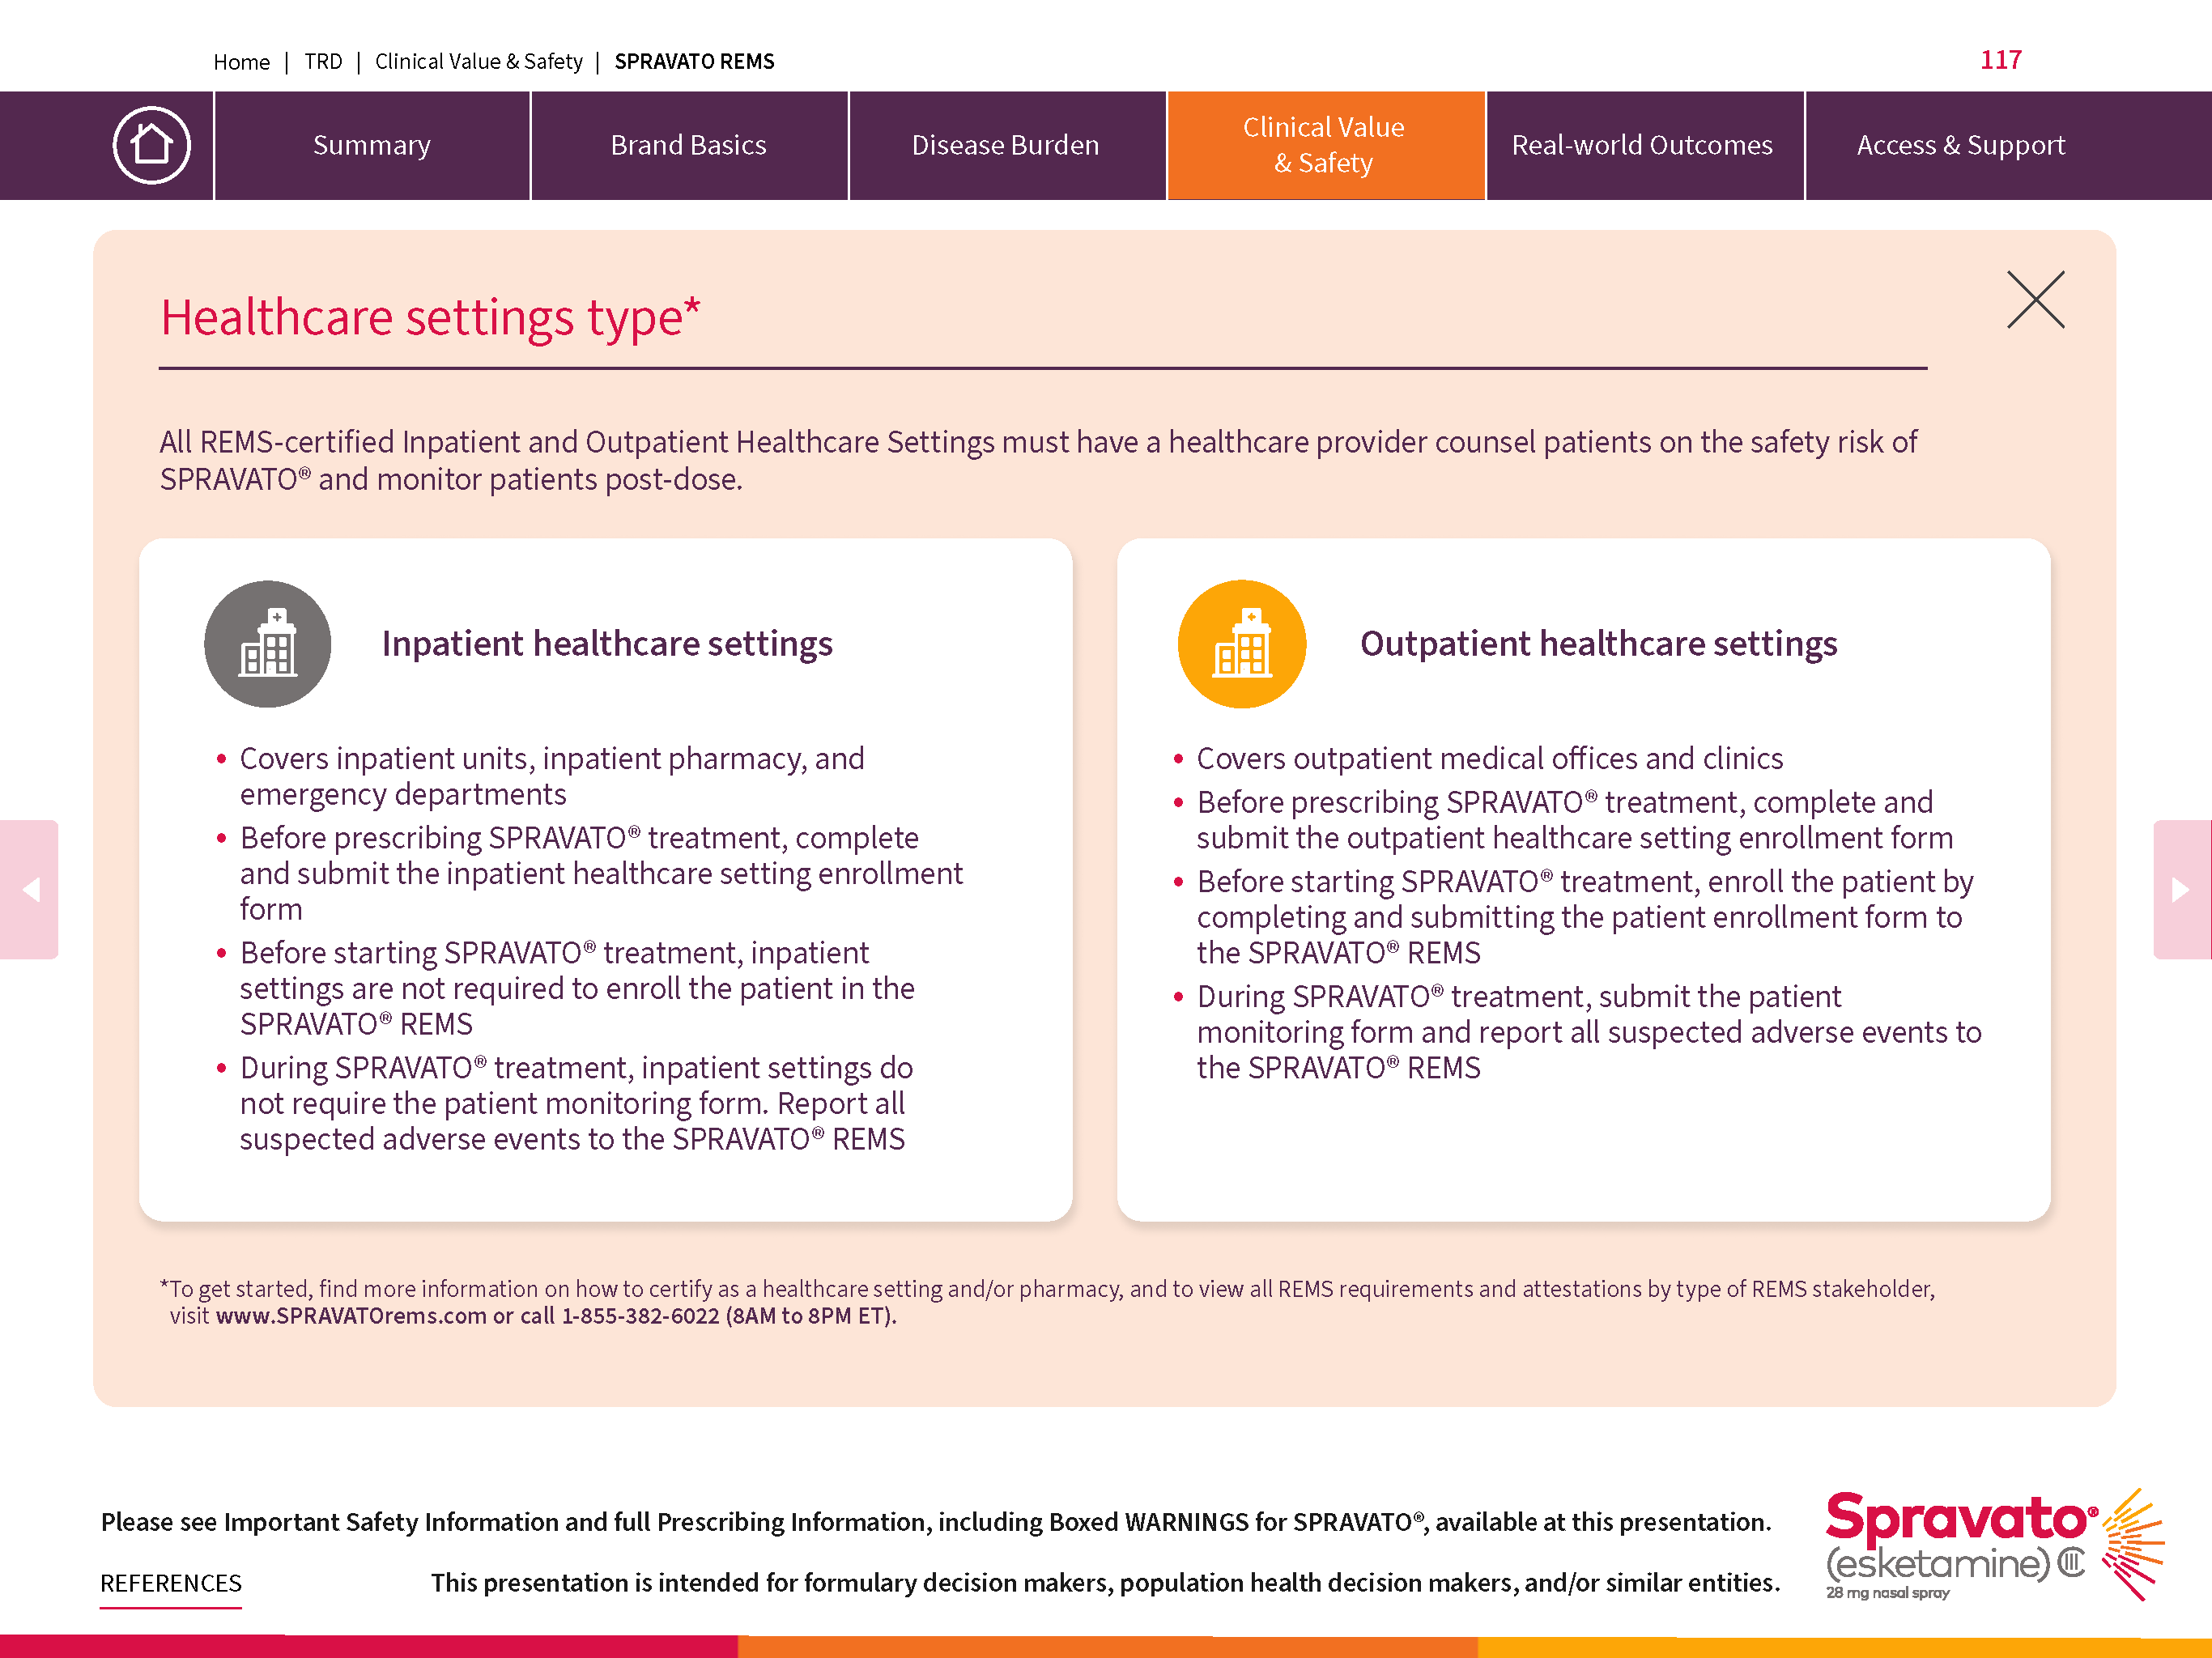 Home | TRD | Clinical Value & Safety | SPRAVATO REMS
117
Summary
Brand Basics
Disease Burden
Clinical Value
& Safety
Real-world Outcomes
Access & Support
Healthcare settings type*
All REMS-certified Inpatient and Outpatient Healthcare Settings must have a healthcare provider counsel patients on the safety risk of
SPRAVATO® and monitor patients post-dose.
Inpatient healthcare settings
• Covers inpatient units, inpatient pharmacy, and
emergency departments
• Before prescribing SPRAVATO® treatment, complete
and submit the inpatient healthcare setting enrollment
form
• Before starting SPRAVATO® treatment, inpatient
settings are not required to enroll the patient in the
SPRAVATO® REMS
• During SPRAVATO® treatment, inpatient settings do
not require the patient monitoring form. Report all
suspected adverse events to the SPRAVATO® REMS
Outpatient healthcare settings
• Covers outpatient medical offices and clinics
• Before prescribing SPRAVATO® treatment, complete and
submit the outpatient healthcare setting enrollment form
• Before starting SPRAVATO® treatment, enroll the patient by
completing and submitting the patient enrollment form to
the SPRAVATO® REMS
• During SPRAVATO® treatment, submit the patient
monitoring form and report all suspected adverse events to
the SPRAVATO® REMS
*To get started, find more information on how to certify as a healthcare setting and/or pharmacy, and to view all REMS requirements and attestations by type of REMS stakeholder,
visit www.SPRAVATOrems.com or call 1-855-382-6022 (8AM to 8PM ET).
Please see Important Safety Information and full Prescribing Information, including Boxed WARNINGS for SPRAVATO®, available at this presentation.
REFERENCES
This presentation is intended for formulary decision makers, population health decision makers, and/or similar entities.
Spravato®
(esketamine) CIII
28 mg nasal spray